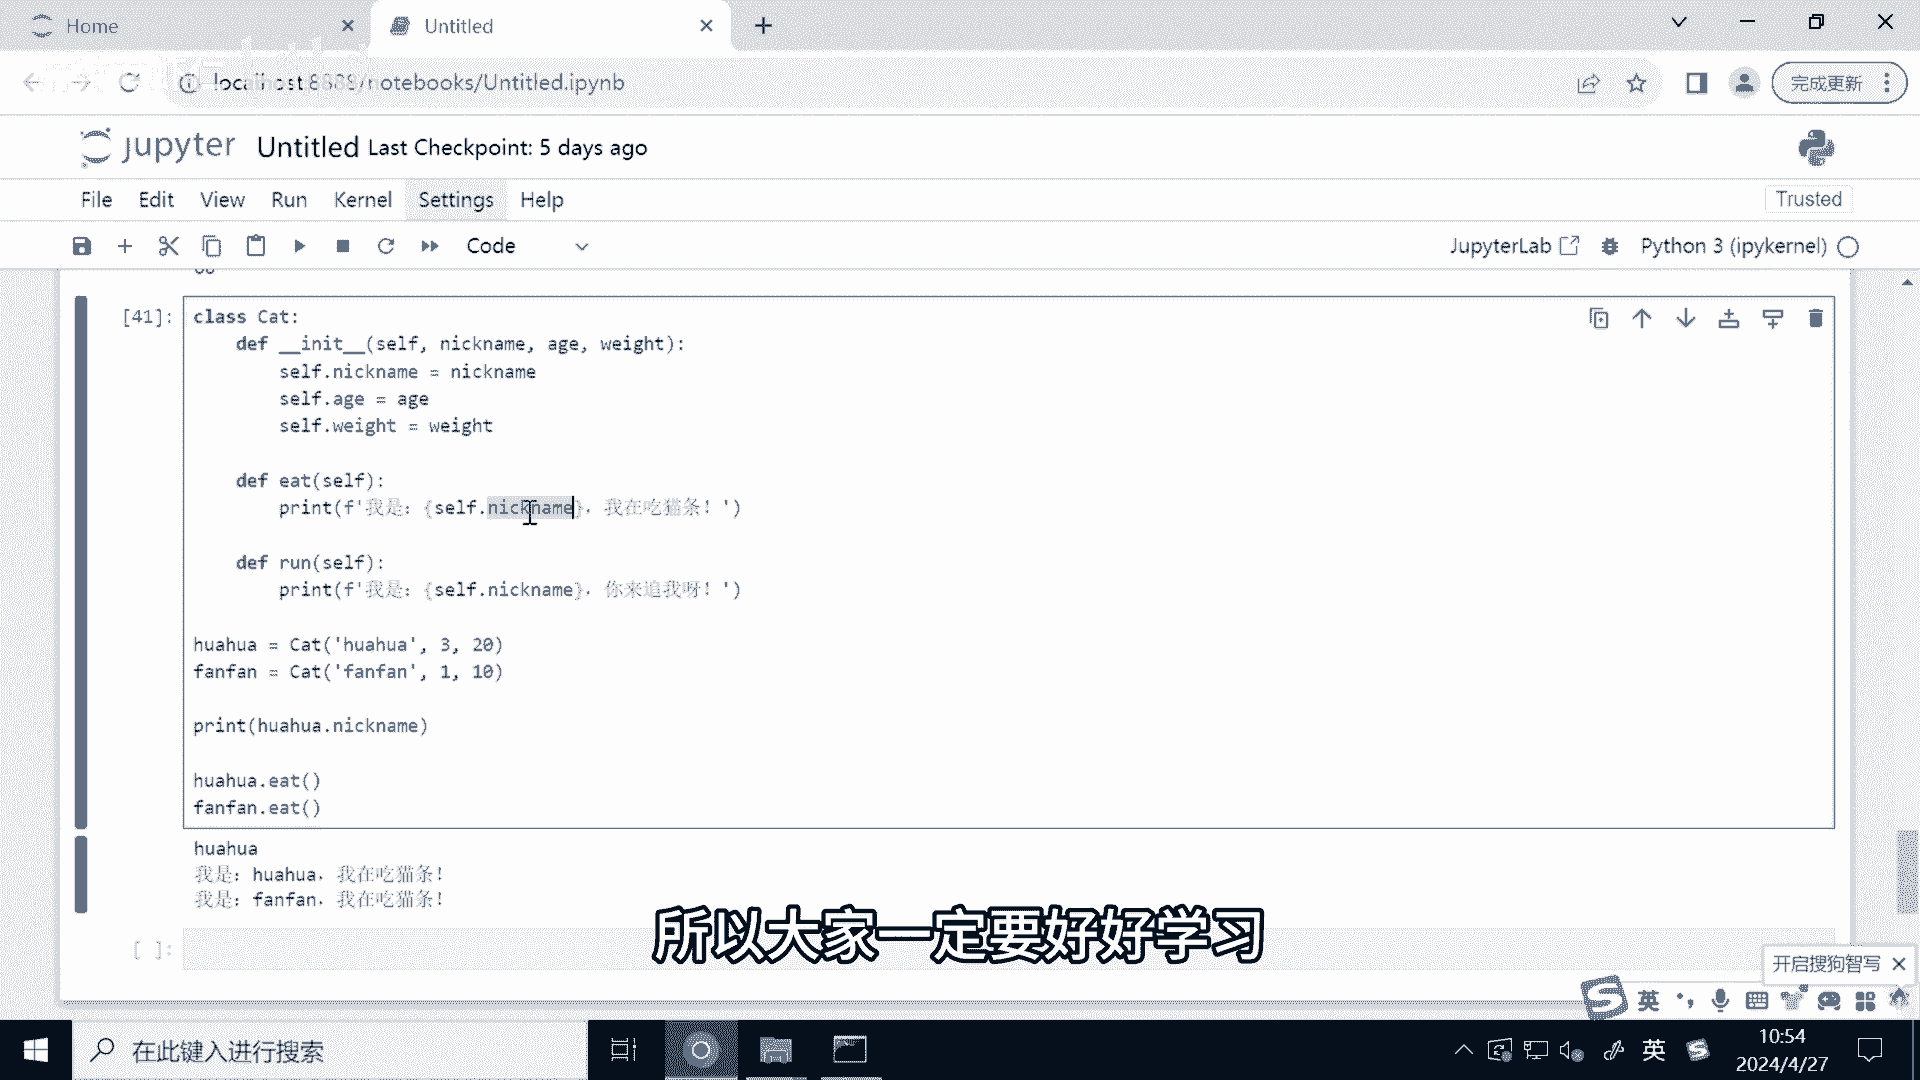 Home
Untitled
localhost:8888/notebooks/Untitled.ipynb
完成更新
jupyter Untitled Last Checkpoint: 5 days ago
File Edit View Run Kernel Settings Help
Trusted
Code
JupyterLab
Python 3 (ipykernel)
[41]:
class Cat:
    def __init__(self, nickname, age, weight):
        self.nickname = nickname
        self.age = age
        self.weight = weight
    def eat(self):
        print(f'我是：{self.nickname}，我在吃猫条！')
    def run(self):
        print(f'我是：{self.nickname}，你来追我呀！')
huahua = Cat('huahua', 3, 20)
fanfan = Cat('fanfan', 1, 10)
print(huahua.nickname)
huahua.eat()
fanfan.eat()
huahua
我是：huahua，我在吃猫条！
我是：fanfan，我在吃猫条！
所以大家一定要好好学习
[ ]:
开启搜狗智写
英
在此键入进行搜索
英
10:54
2024/4/27